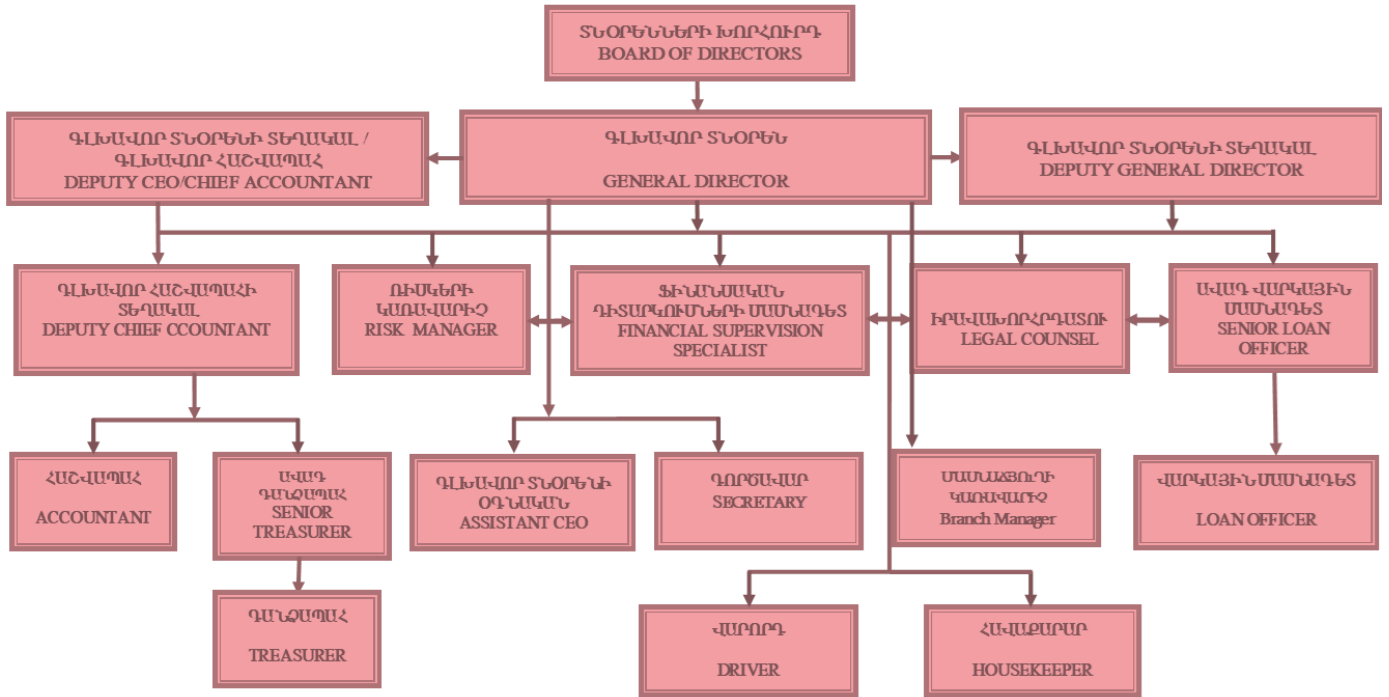 ՏՆՕՐԵՆՆԵՐԻ ԽՈՐՀՈՒՐԴ
BOARD OF DIRECTORS
ԳԼԽԱՎՈՐ ՏՆՕՐԵՆԻ ՏԵՂԱԿԱԼ /
ԳԼԽԱՎՈՐ ՀԱՇՎԱՊԱՀ
DEPUTY CEO/CHIEF ACCOUNTANT
ԳԼԽԱՎՈՐ ՏՆՕՐԵՆ
GENERAL DIRECTOR
ԳԼԽԱՎՈՐ ՏՆՕՐԵՆԻ ՏԵՂԱԿԱԼ
DEPUTY GENERAL DIRECTOR
ԳԼԽԱՎՈՐ ՀԱՇՎԱՊԱՀԻ
ՏԵՂԱԿԱԼ
DEPUTY CHIEF CCOUNTANT
ՌԻՍԿԵՐԻ
ԿԱՌԱՎԱՐԻՉ
RISK MANAGER
ՖԻՆԱՆՍԱԿԱՆ
ԴԻՏԱՐԿՈՒՄՆԵՐԻ ՄԱՍՆԱԳԵՏ
FINANCIAL SUPERVISION
SPECIALIST
ԻՐԱՎԱԽՈՐՀՐԴԱՏՈՒ
LEGAL COUNSEL
ԱՎԱԳ ՎԱՐԿԱՅԻՆ
ՄԱՍՆԱԳԵՏ
SENIOR LOAN
OFFICER
ՀԱՇՎԱՊԱՀ
ACCOUNTANT
ԱՎԱԳ
ԳԱՆՁԱՊԱՀ
SENIOR
TREASURER
ԳԼԽԱՎՈՐ ՏՆՕՐԵՆԻ
ՕԳՆԱԿԱՆ
ASSISTANT CEO
ԳՈՐԾԱՎԱՐ
SECRETARY
ՄԱՍՆԱՃՅՈՒՂԻ
ԿԱՌԱՎԱՐԻՉ
Branch Manager
ՎԱՐԿԱՅԻՆ ՄԱՍՆԱԳԵՏ
LOAN OFFICER
ԳԱՆՁԱՊԱՀ
TREASURER
ՎԱՐՈՐԴ
DRIVER
ՀԱՎԱՔԱՐԱՐ
HOUSEKEEPER